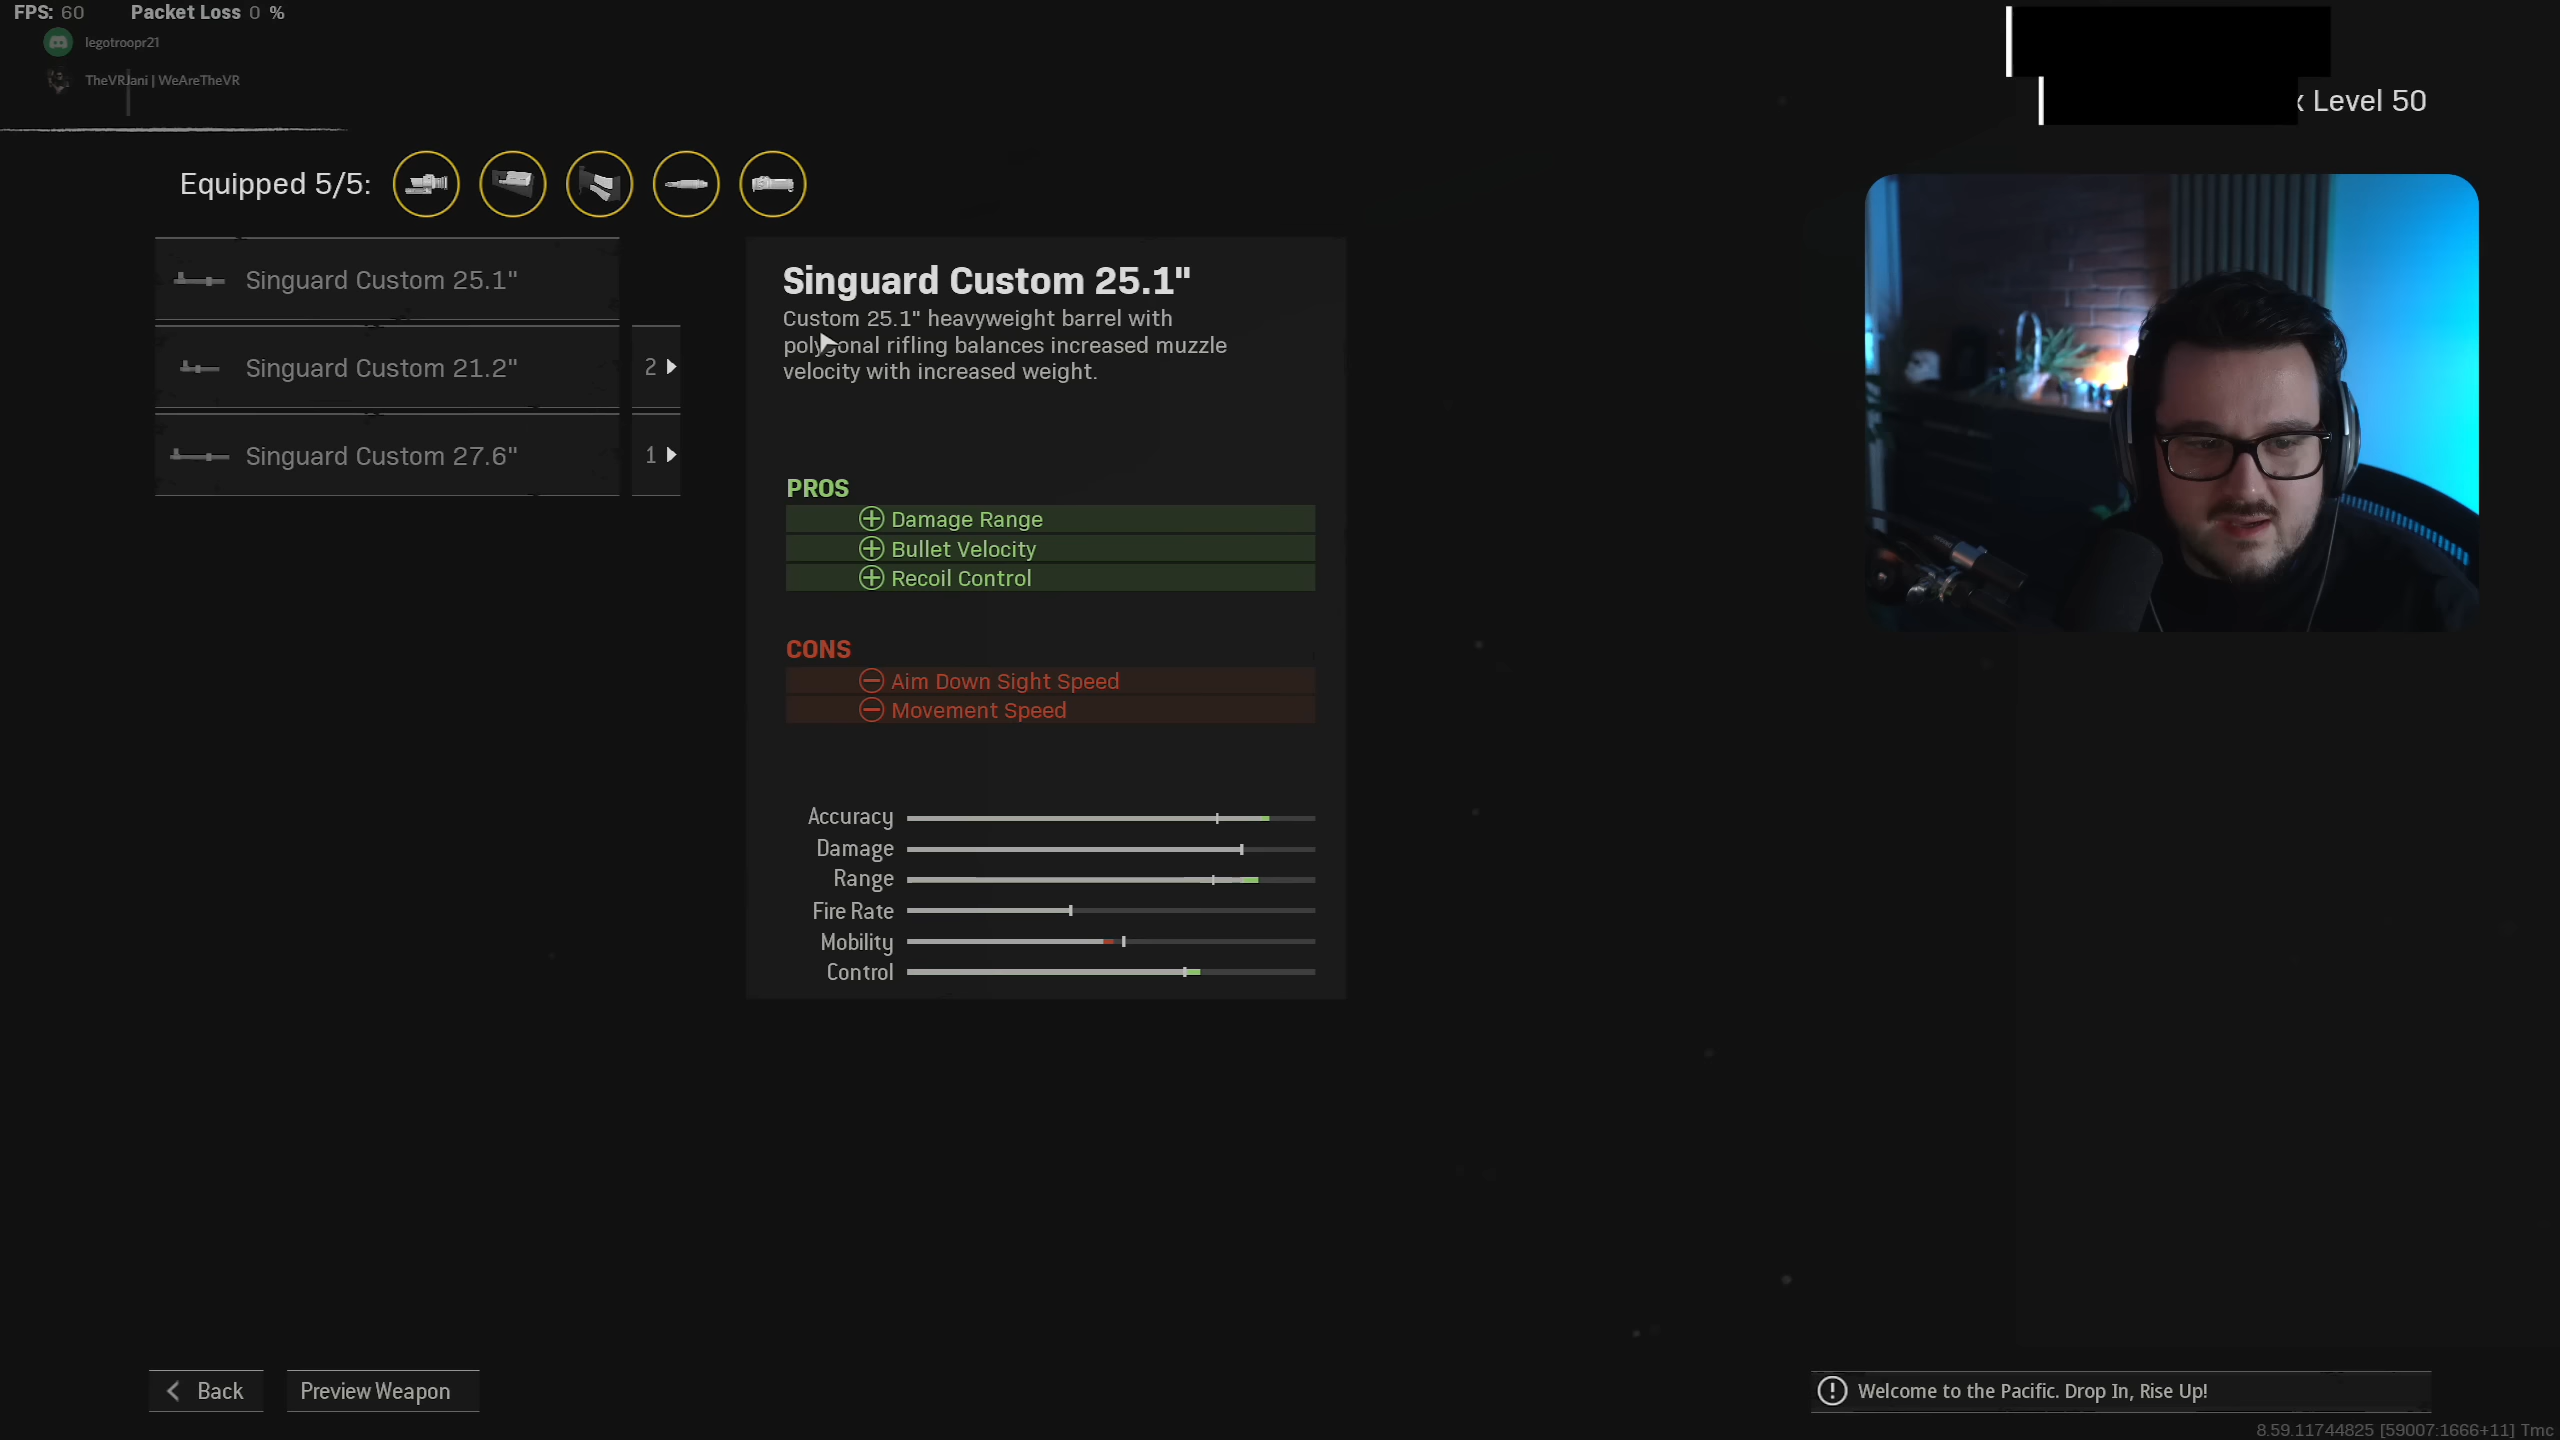 FPS: 60 Packet Loss 0 %
legotroopr21
TheVRJani | WeAreTheVR
Level 50
Equipped 5/5:
Singuard Custom 25.1"
Singuard Custom 21.2"
2
Singuard Custom 27.6"
1
Singuard Custom 25.1"
Custom 25.1" heavyweight barrel with
polygonal rifling balances increased muzzle
velocity with increased weight.
PROS
Damage Range
Bullet Velocity
Recoil Control
CONS
Aim Down Sight Speed
Movement Speed
Accuracy
Damage
Range
Fire Rate
Mobility
Control
Back
Preview Weapon
Welcome to the Pacific. Drop In, Rise Up!
8.59.11744825 [59007:1666+11] Tmc